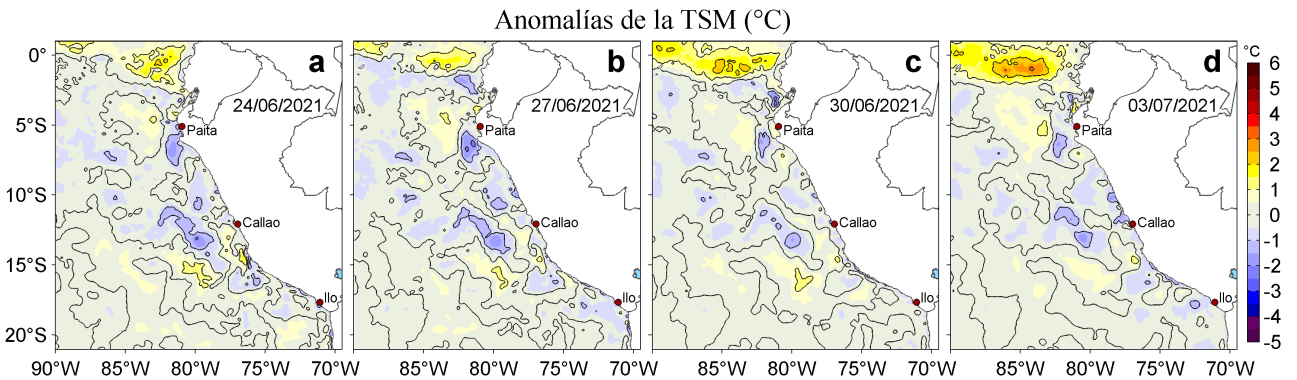 Anomalías de la TSM (°C)
a
b
c
d
°C
24/06/2021
27/06/2021
30/06/2021
03/07/2021
Paita
Paita
Paita
Paita
Callao
Callao
Callao
Callao
Ilo
Ilo
Ilo
Ilo
0°
5°S
10°S
15°S
20°S
90°W 85°W 80°W 75°W 70°W 85°W 80°W 75°W 70°W 85°W 80°W 75°W 70°W 85°W 80°W 75°W 70°W
6
5
4
3
2
1
0
-1
-2
-3
-4
-5